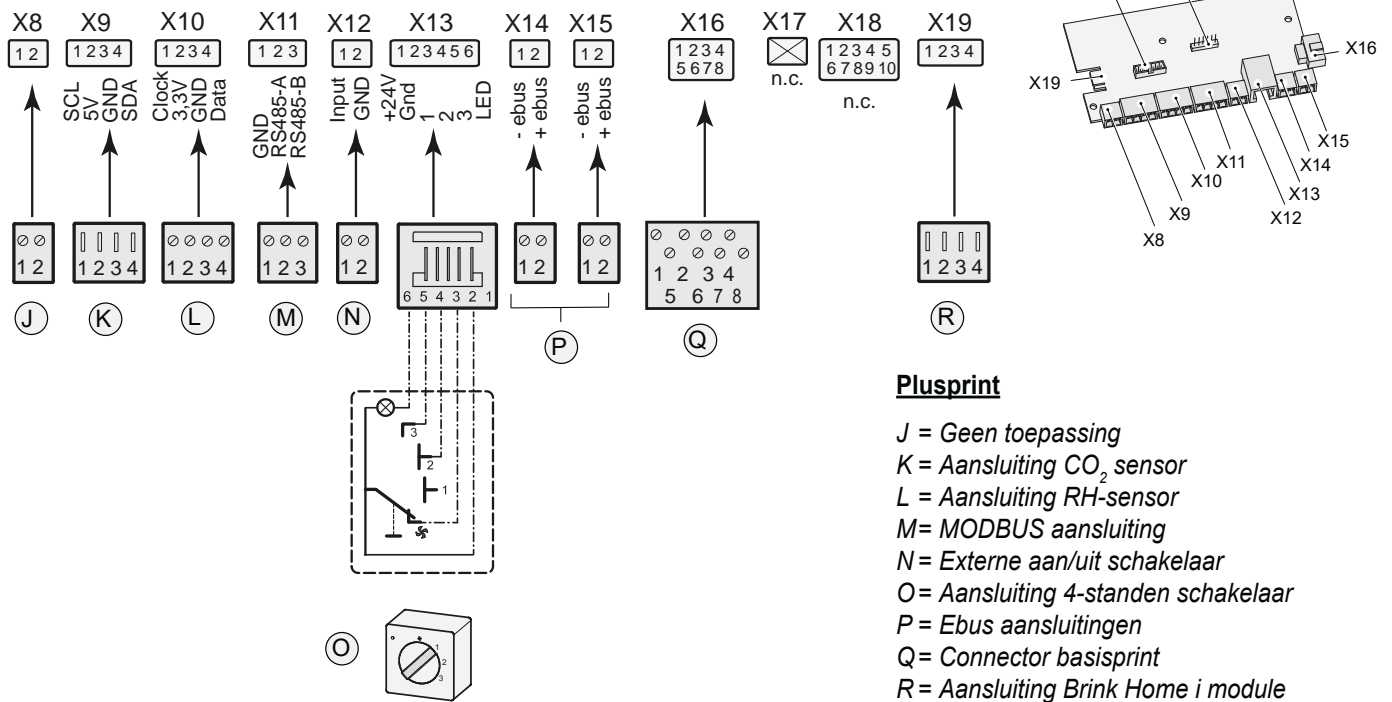 X8 X9 X10 X11 X12 X13 X14 X15 X16 X17 X18 X19
1 2
1 2 3 4
1 2 3 4
1 2 3
1 2
1 2 3 4 5 6
1 2
1 2
1 2 3 4
5 6 7 8
n.c.
1 2 3 4 5
6 7 8 9 10
n.c.
1 2 3 4
SCL
5V
GND
SDA
Clock
3,3V
GND
Data
GND
RS485-A
RS485-B
Input
GND
+24V
Gnd
1
2
3
LED
- ebus
+ ebus
- ebus
+ ebus
1 2
1 2 3 4
1 2 3 4
1 2 3
1 2
6 5 4 3 2 1
1 2
1 2
1 2 3 4
5 6 7 8
1 2 3 4
J
K
L
M
N
P
Q
R
3
2
1
O
1
2
3
X16
X19
X15
X14
X13
X12
X11
X10
X9
X8
Plusprint
J = Geen toepassing
K = Aansluiting CO2 sensor
L = Aansluiting RH-sensor
M= MODBUS aansluiting
N = Externe aan/uit schakelaar
O = Aansluiting 4-standen schakelaar
P = Ebus aansluitingen
Q = Connector basisprint
R = Aansluiting Brink Home i module